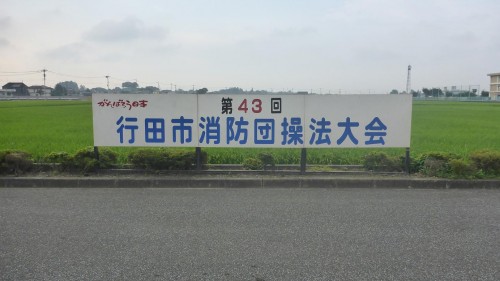 がんばろう日本
第43回
行田市消防団操法大会